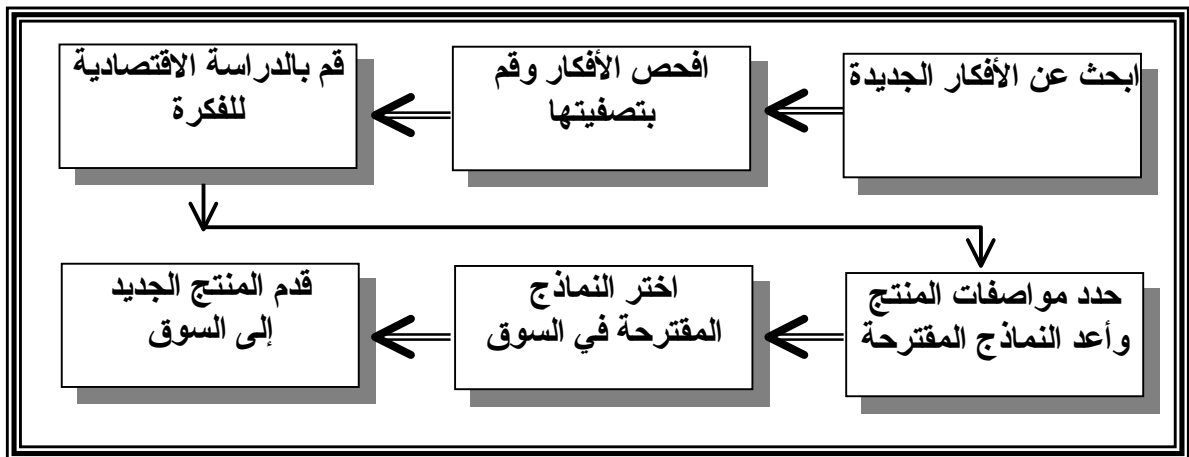 ابحث عن الأفكار الجديدة
افحص الأفكار وقم
بتصفيتها
قم بالدراسة الاقتصادية
للفكرة
حدد مواصفات المنتج
وأعد النماذج المقترحة
اختر النماذج
المقترحة في السوق
قدم المنتج الجديد
إلى السوق